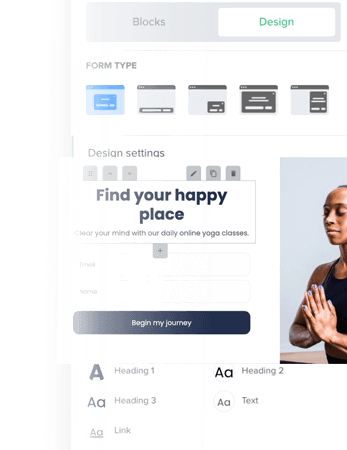 Blocks
Design
FORM TYPE
Design settings
Find your happy
place
Clear your mind with our daily online yoga classes.
Email
Name
Begin my journey
Aa Heading 1
Aa Heading 2
Aa Heading 3
Aa Text
Aa Link